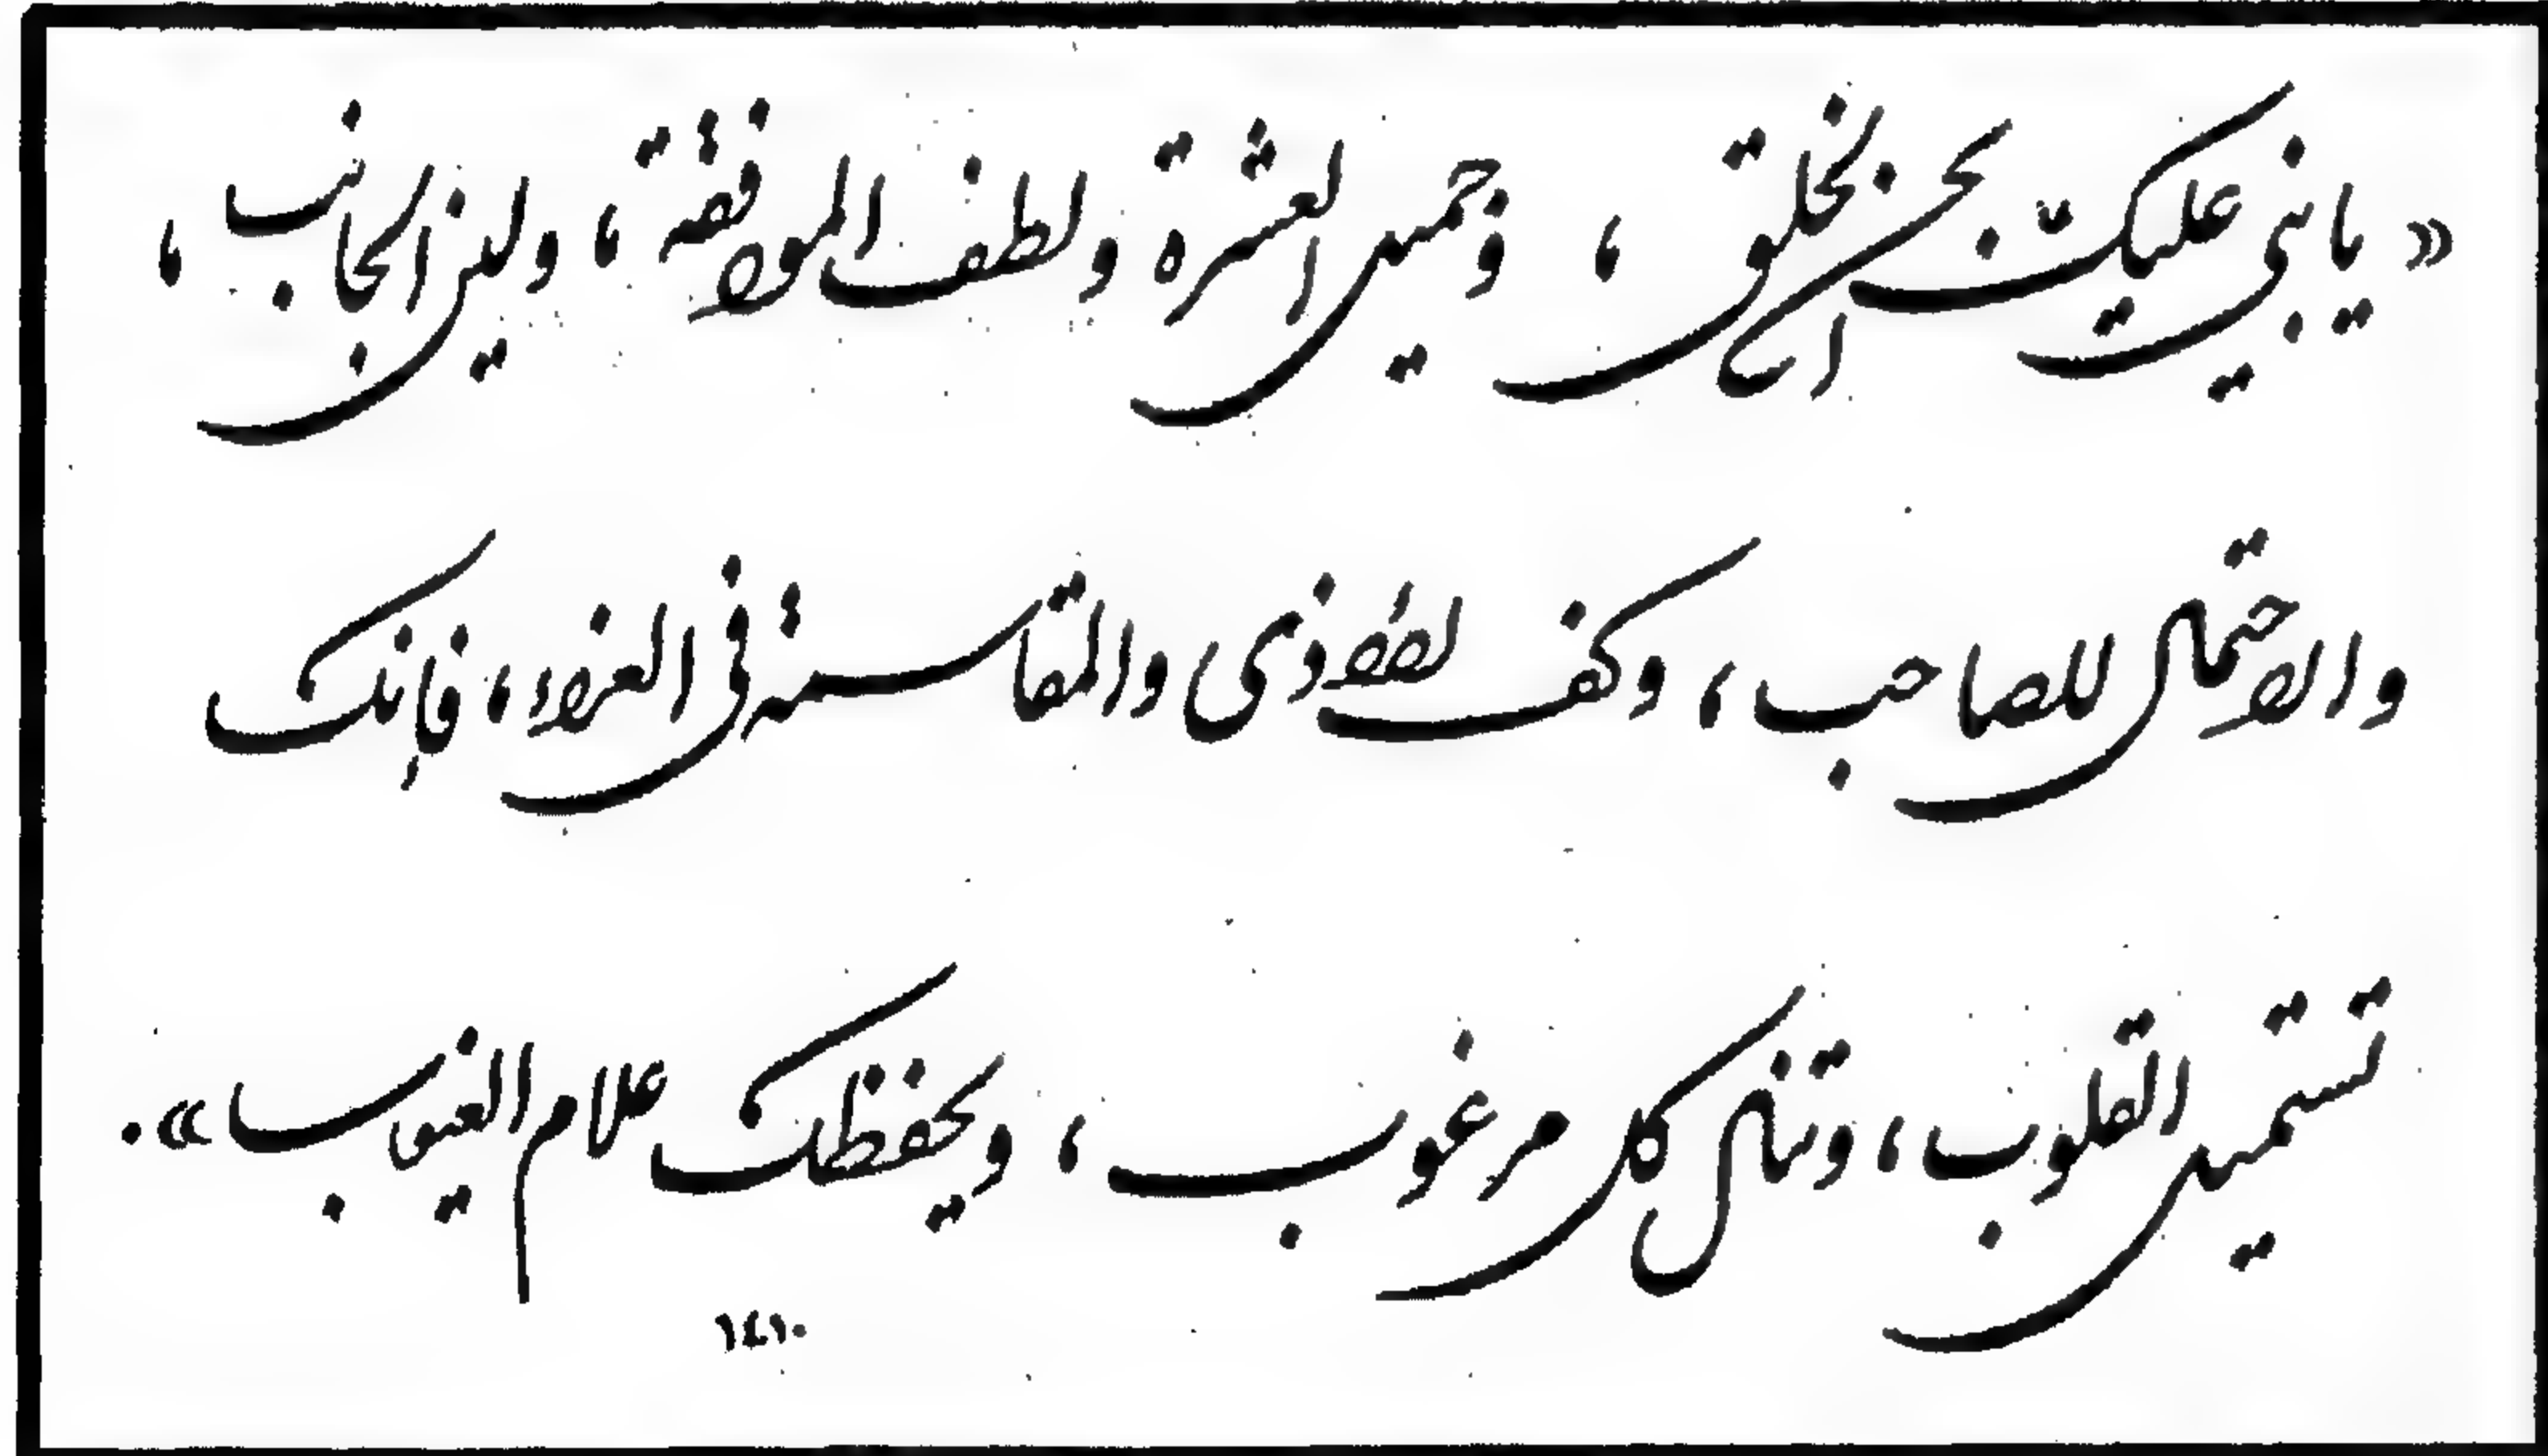 « يا بني عليك بحسن الخلق ، وجميل العشرة ولطف الموافقة ، ولين الجانب ،
والاحتمال للصاحب ، وكف الأذى والمقاسمة في العزاء ، فإنك
تستميل القلوب ، وتنال كل مرغوب ، ويحفظك علام الغيوب ».
١٤١٠